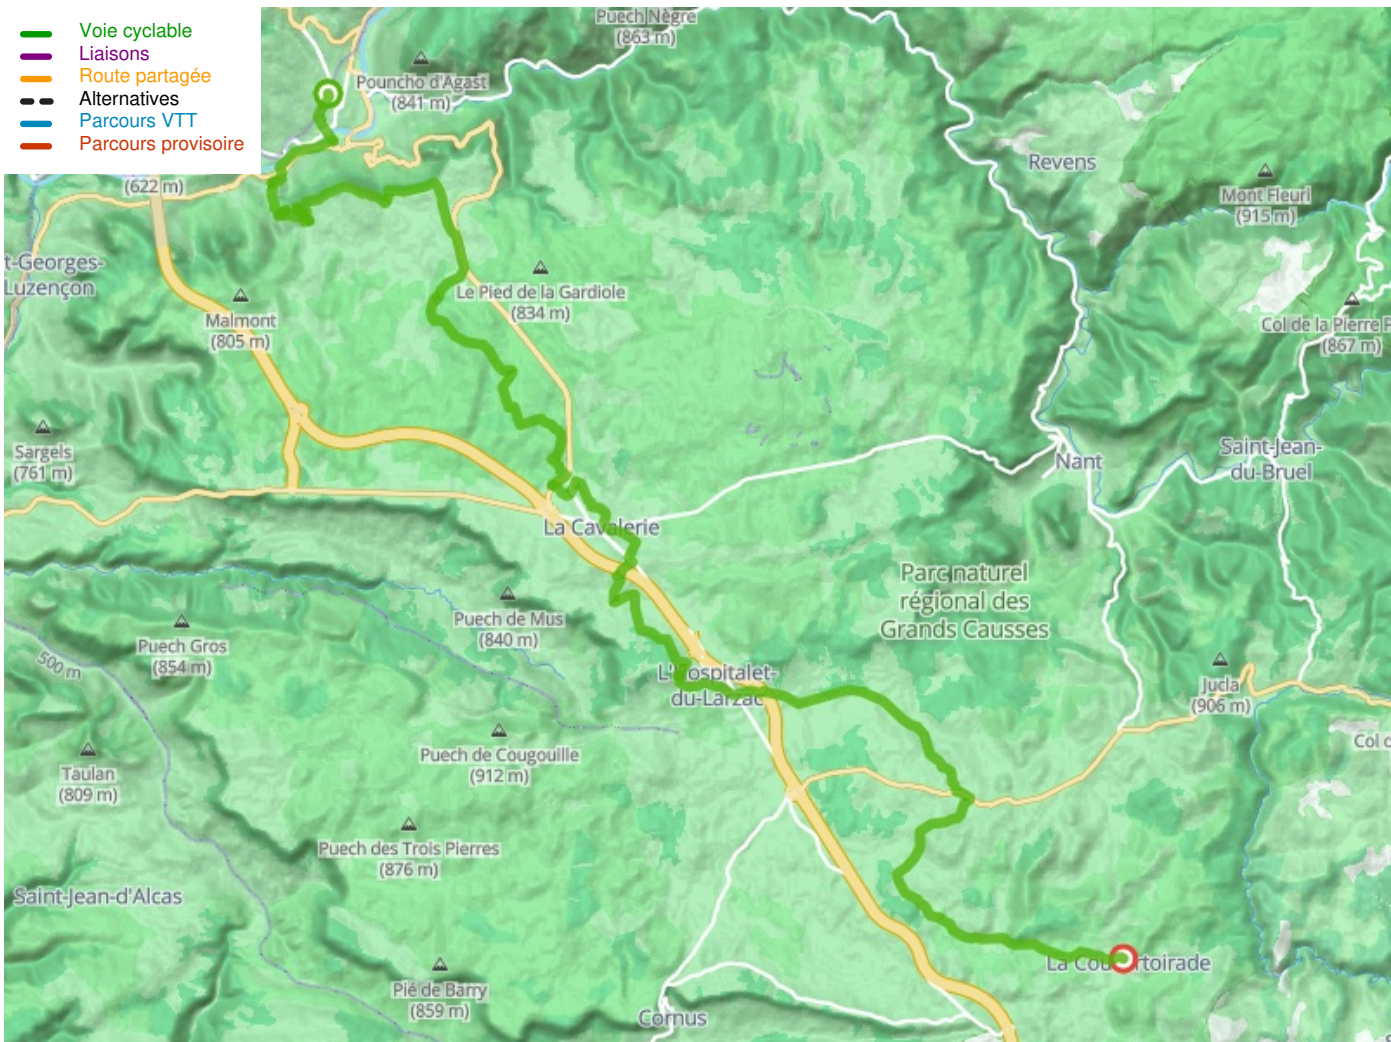 Voie cyclable
Liaisons
Route partagée
Alternatives
Parcours VTT
Parcours provisoire
Puech Nègre
(863 m)
Pouncho d'Agast
(841 m)
Revens
(622 m)
Mont Fleuri
(915 m)
t-Georges-
Luzençon
Le Pied de la Gardiole
(834 m)
Malmont
(805 m)
Col de la Pierre P
(867 m)
Sargels
(761 m)
Nant
Saint-Jean-
du-Bruel
La Cavalerie
Parc naturel
régional des
Grands Causses
Puech de Mus
(840 m)
Puech Gros
(854 m)
500 m
L'Hospitalet-
du-Larzac
Jucla
(906 m)
Puech de Cougouille
(912 m)
Col d
Taulan
(809 m)
Puech des Trois Pierres
(876 m)
Saint-Jean-d'Alcas
La Cou rtoirade
Pié de Barry
(859 m)
Cornus